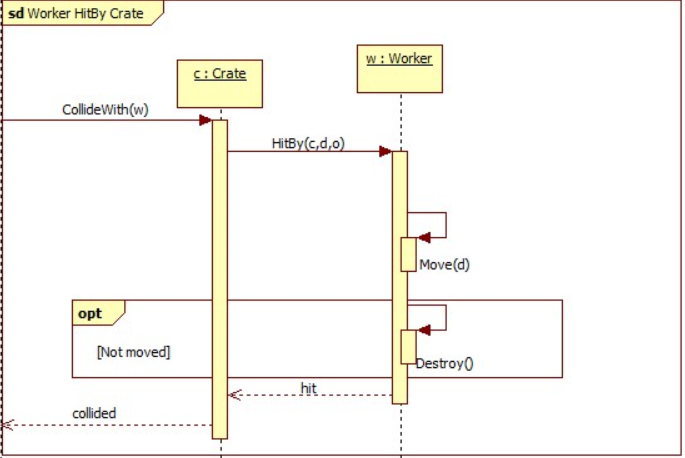 sd Worker HitBy Crate
w : Worker
c : Crate
CollideWith(w)
HitBy(c,d,o)
Move(d)
opt
[Not moved]
Destroy()
hit
collided